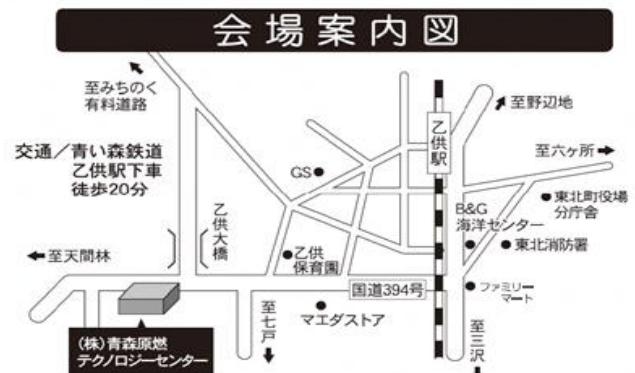 会場案内図
至みちのく
有料道路
交通／青い森鉄道
乙供駅下車
徒歩20分
GS
乙供駅
至野辺地
至六ヶ所
東北町役場
分庁舎
B&G
海洋センター
東北消防署
乙供大橋
至天間林
乙供
保育園
国道394号
ファミリー
マート
マエダストア
至七戸
至三沢
(株)青森原燃
テクノロジーセンター